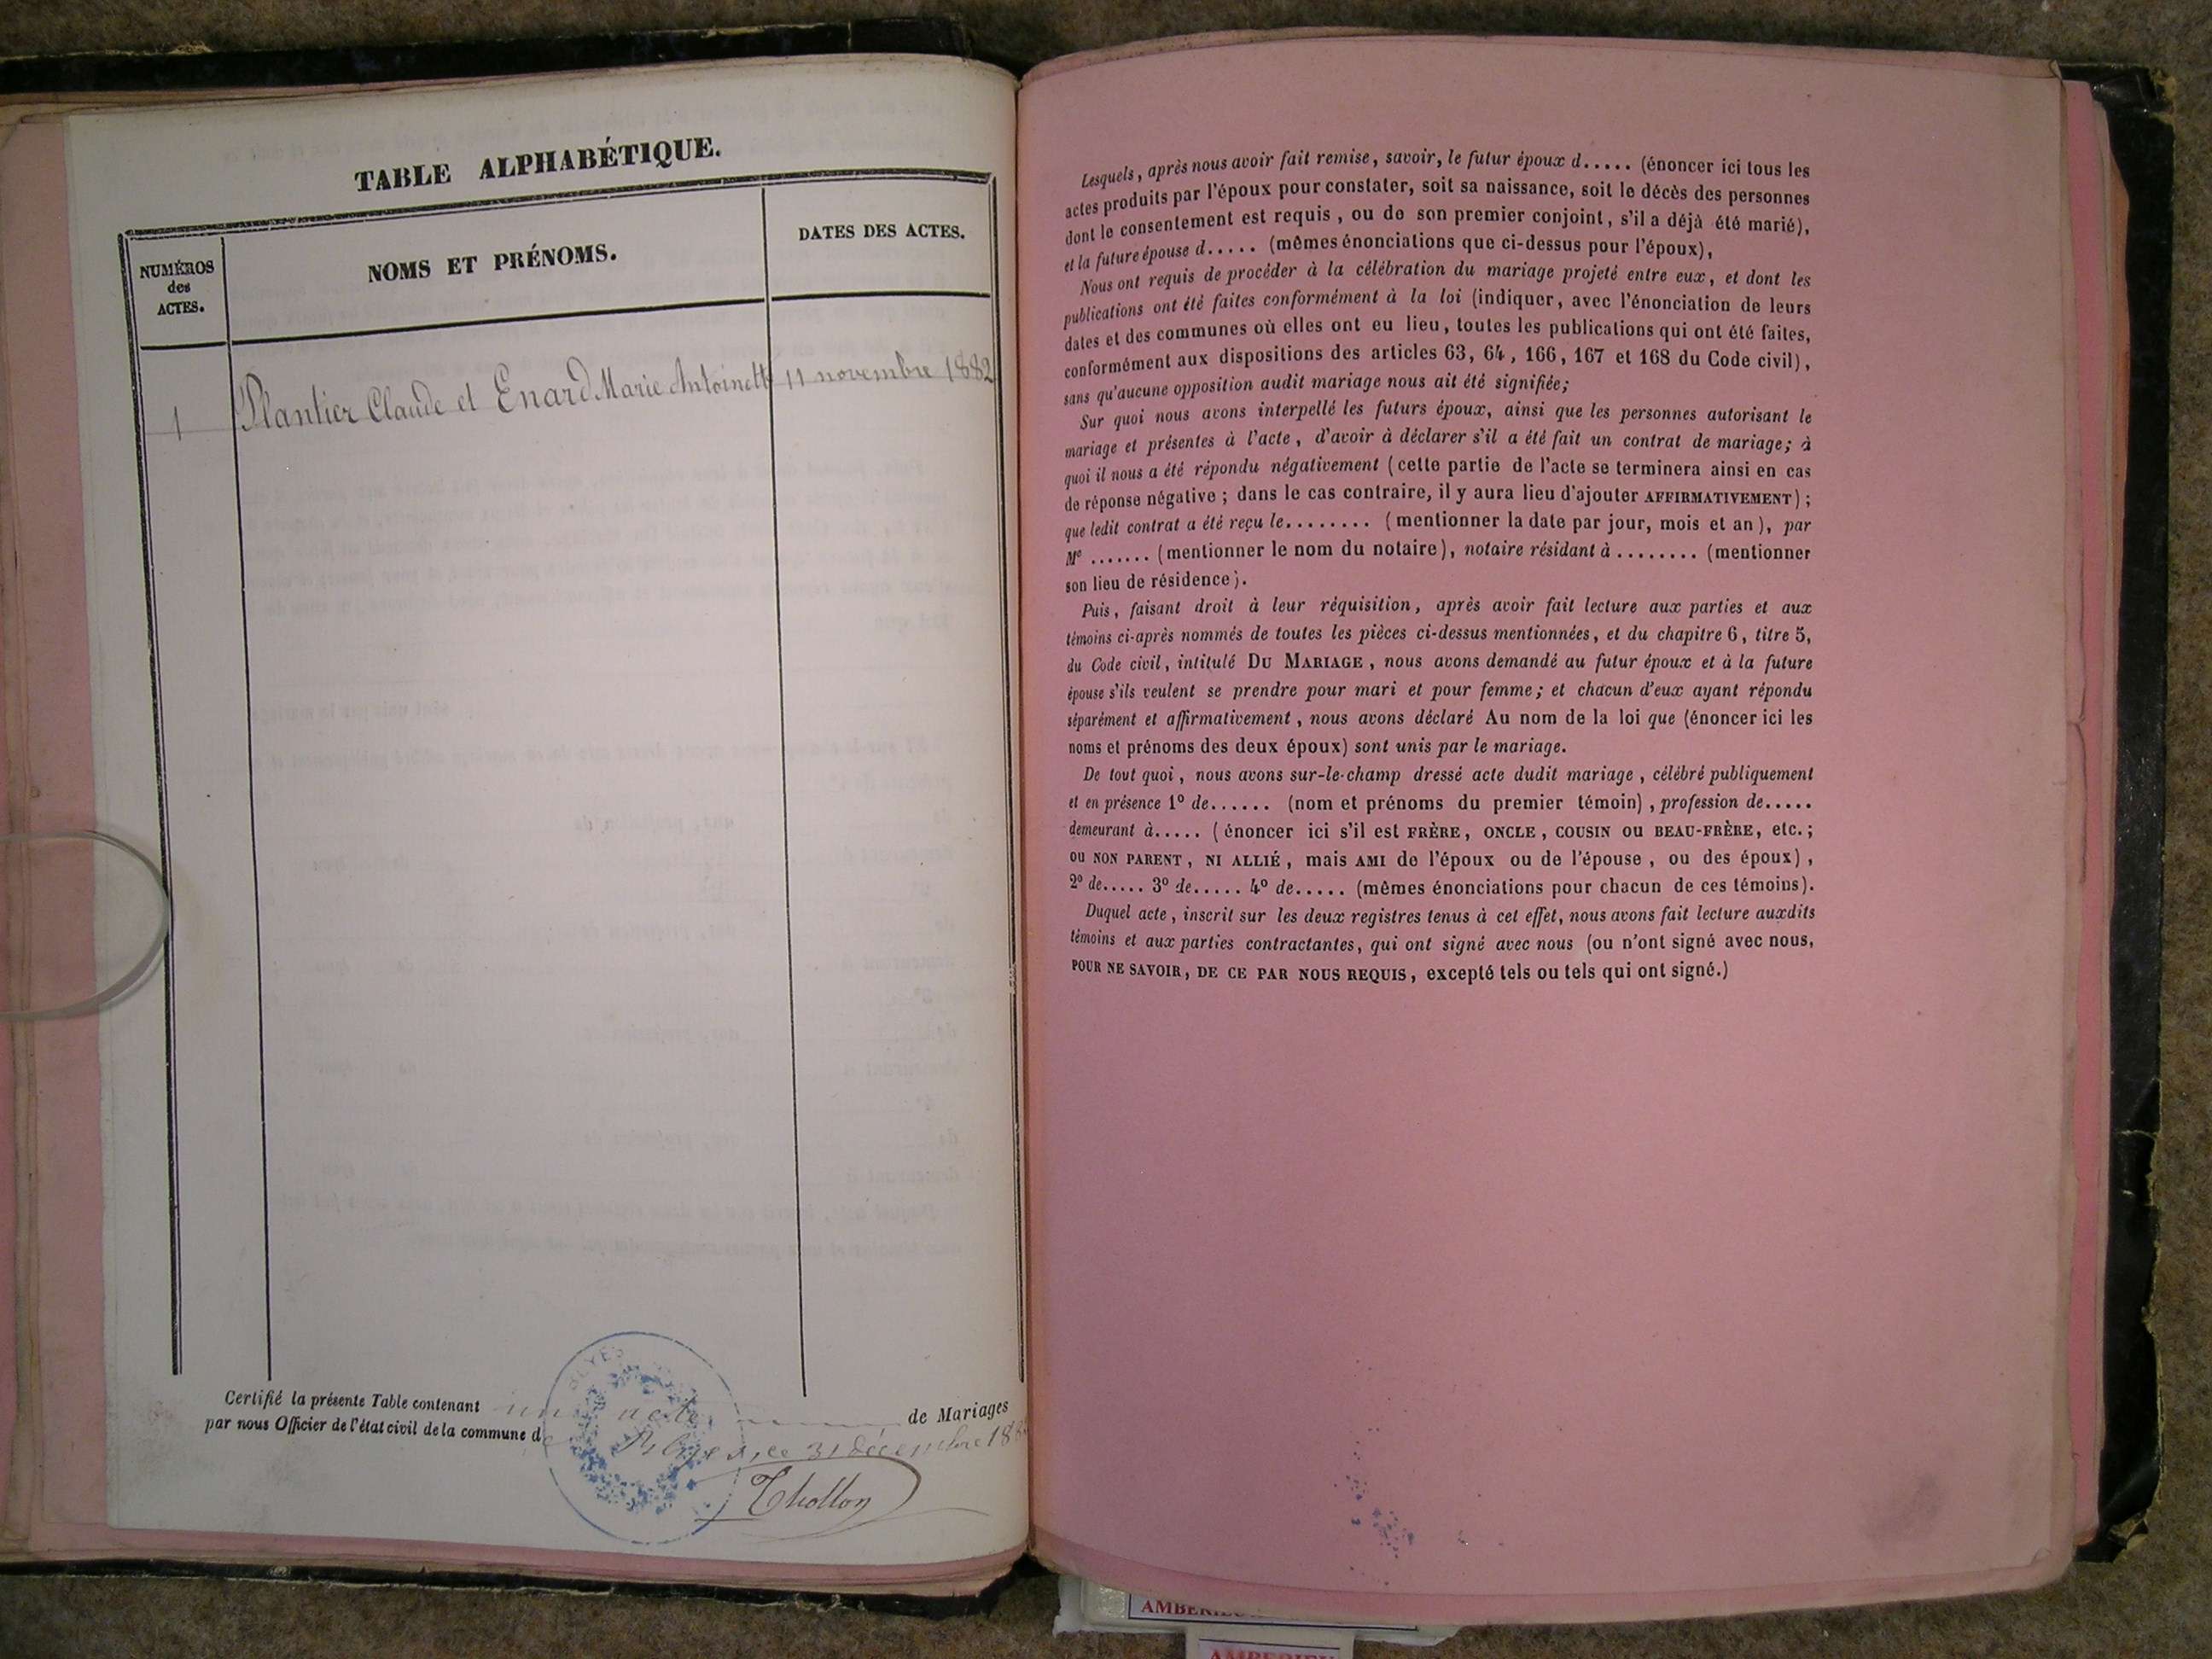 TABLE ALPHABÉTIQUE.
NUMÉROS
des
ACTES.
NOMS ET PRÉNOMS.
DATES DES ACTES.
1 Plantier Claude et Enard Marie Antoinette 11 novembre 1882
Certifié la présente Table contenant un acte de Mariages
par nous Officier de l'état civil de la commune de Blyes, ce 31 décembre 188
Thollon
BLYES
Lesquels, après nous avoir fait remise, savoir, le futur époux d..... (énoncer ici tous les
actes produits par l'époux pour constater, soit sa naissance, soit le décès des personnes
dont le consentement est requis, ou de son premier conjoint, s'il a déjà été marié),
et la future épouse d..... (mêmes énonciations que ci-dessus pour l'époux),
Nous ont requis de procéder à la célébration du mariage projeté entre eux, et dont les
publications ont été faites conformément à la loi (indiquer, avec l'énonciation de leurs
dates et des communes où elles ont eu lieu, toutes les publications qui ont été faites,
conformément aux dispositions des articles 63, 64, 166, 167 et 168 du Code civil),
sans qu'aucune opposition audit mariage nous ait été signifiée;
Sur quoi nous avons interpellé les futurs époux, ainsi que les personnes autorisant le
mariage et présentes à l'acte, d'avoir à déclarer s'il a été fait un contrat de mariage; à
quoi il nous a été répondu négativement (cette partie de l'acte se terminera ainsi en cas
de réponse négative; dans le cas contraire, il y aura lieu d'ajouter AFFIRMATIVEMENT);
que ledit contrat a été reçu le........ (mentionner la date par jour, mois et an), par
Me ....... (mentionner le nom du notaire), notaire résidant à ........ (mentionner
son lieu de résidence).
Puis, faisant droit à leur réquisition, après avoir fait lecture aux parties et aux
témoins ci-après nommés de toutes les pièces ci-dessus mentionnées, et du chapitre 6, titre 5,
du Code civil, intitulé DU MARIAGE, nous avons demandé au futur époux et à la future
épouse s'ils veulent se prendre pour mari et pour femme; et chacun d'eux ayant répondu
séparément et affirmativement, nous avons déclaré Au nom de la loi que (énoncer ici les
noms et prénoms des deux époux) sont unis par le mariage.
De tout quoi, nous avons sur-le-champ dressé acte dudit mariage, célébré publiquement
et en présence 1º de...... (nom et prénoms du premier témoin), profession de.....
demeurant à..... (énoncer ici s'il est FRÈRE, ONCLE, COUSIN ou BEAU-FRÈRE, etc.;
ou NON PARENT, NI ALLIÉ, mais AMI de l'époux ou de l'épouse, ou des époux),
2º de..... 3º de..... 4º de..... (mêmes énonciations pour chacun de ces témoins).
Duquel acte, inscrit sur les deux registres tenus à cet effet, nous avons fait lecture auxdits
témoins et aux parties contractantes, qui ont signé avec nous (ou n'ont signé avec nous,
POUR NE SAVOIR, DE CE PAR NOUS REQUIS, excepté tels ou tels qui ont signé.)
AMBERIEU